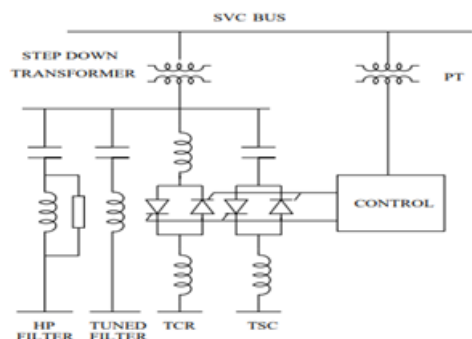 SVC BUS
STEP DOWN
TRANSFORMER
PT
CONTROL
HP
FILTER
TUNED
FILTER
TCR
TSC